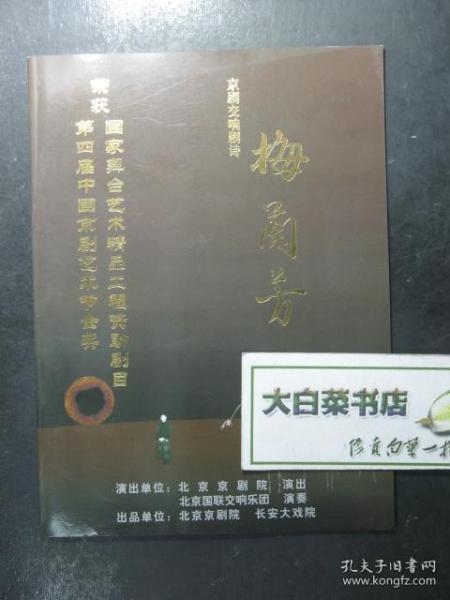 京剧交响剧诗
梅蘭芳
荣获 国家舞台艺术精品工程资助剧目
第四届中国京剧艺术节金奖
大白菜书店
演出单位：北京京剧院 演出
北京国联交响乐团 演奏
出品单位：北京京剧院 长安大戏院
孔夫子旧书网
www.kongfz.com